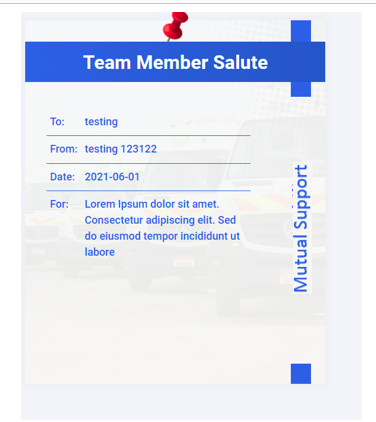 Team Member Salute
To: testing
From: testing 123122
Date: 2021-06-01
For: Lorem Ipsum dolor sit amet.
Consectetur adipiscing elit. Sed
do eiusmod tempor incididunt ut
labore
Mutual Support